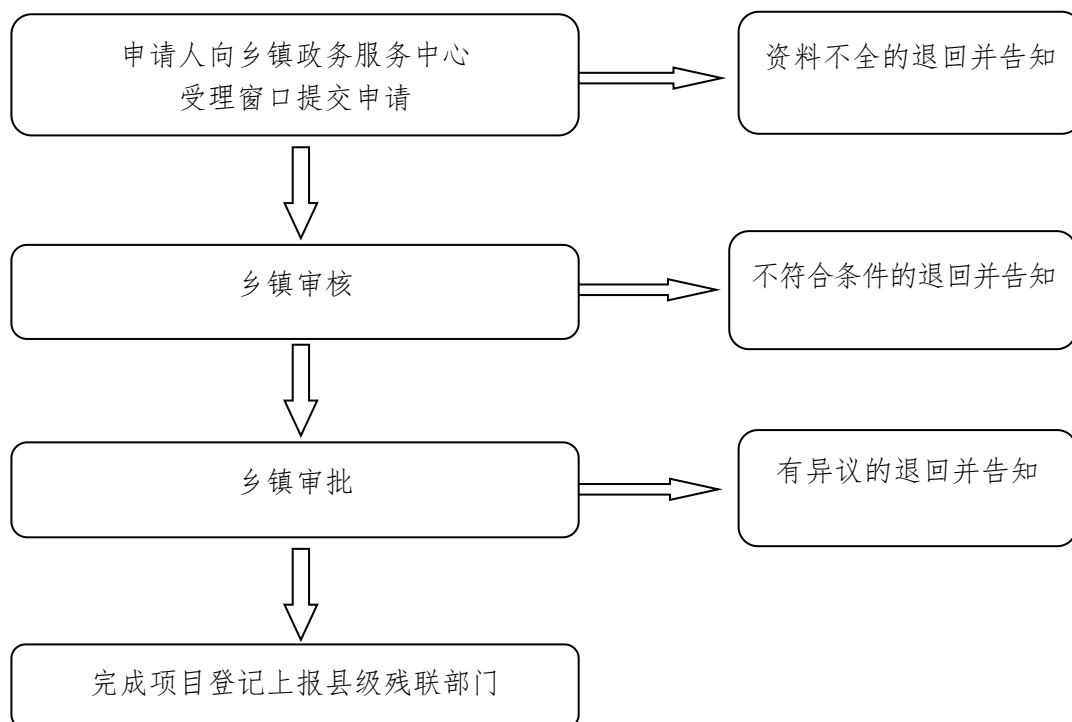 申请人向乡镇政务服务中心
受理窗口提交申请
资料不全的退回并告知
乡镇审核
不符合条件的退回并告知
乡镇审批
有异议的退回并告知
完成项目登记上报县级残联部门